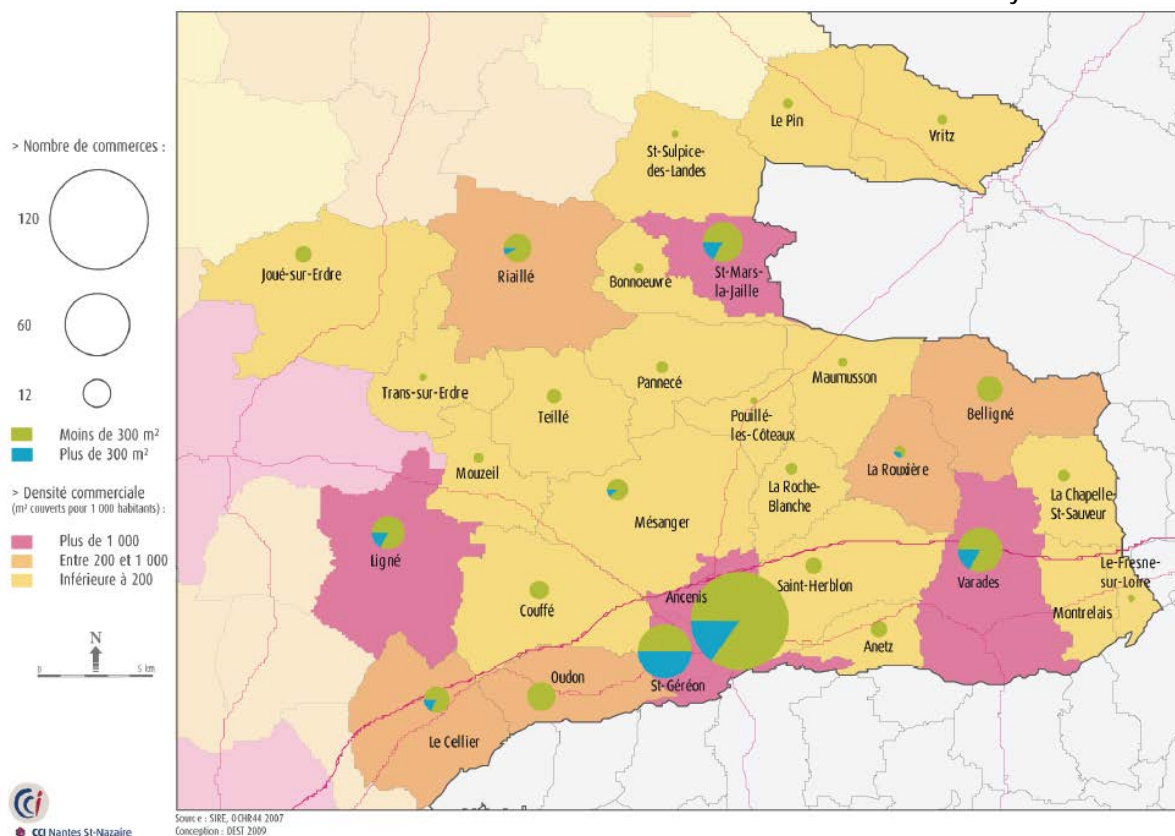 > Nombre de commerces :
120
60
12
Moins de 300 m²
Plus de 300 m²
> Densité commerciale
(m² couverts pour 1 000 habitants) :
Plus de 1 000
Entre 200 et 1 000
Inférieure à 200
N
0 5 km
CCI
CCI Nantes St-Nazaire
Le Pin
Vritz
St-Sulpice-
des-Landes
Joué-sur-Erdre
Riaillé
Bonnoeuvre
St-Mars-
la-Jaille
Trans-sur-Erdre
Teillé
Pannecé
Maumusson
Pouillé-
les-Côteaux
Belligné
Mouzeil
La Rouxière
La Roche-
Blanche
La Chapelle-
St-Sauveur
Mésanger
Ligné
Couffé
Ancenis
Saint-Herblon
Varades
Le-Fresne-
sur-Loire
Montrelais
Anetz
St-Géréon
Oudon
Le Cellier
Source : SIRE, OCHR44 2007
Conception : DEST 2009